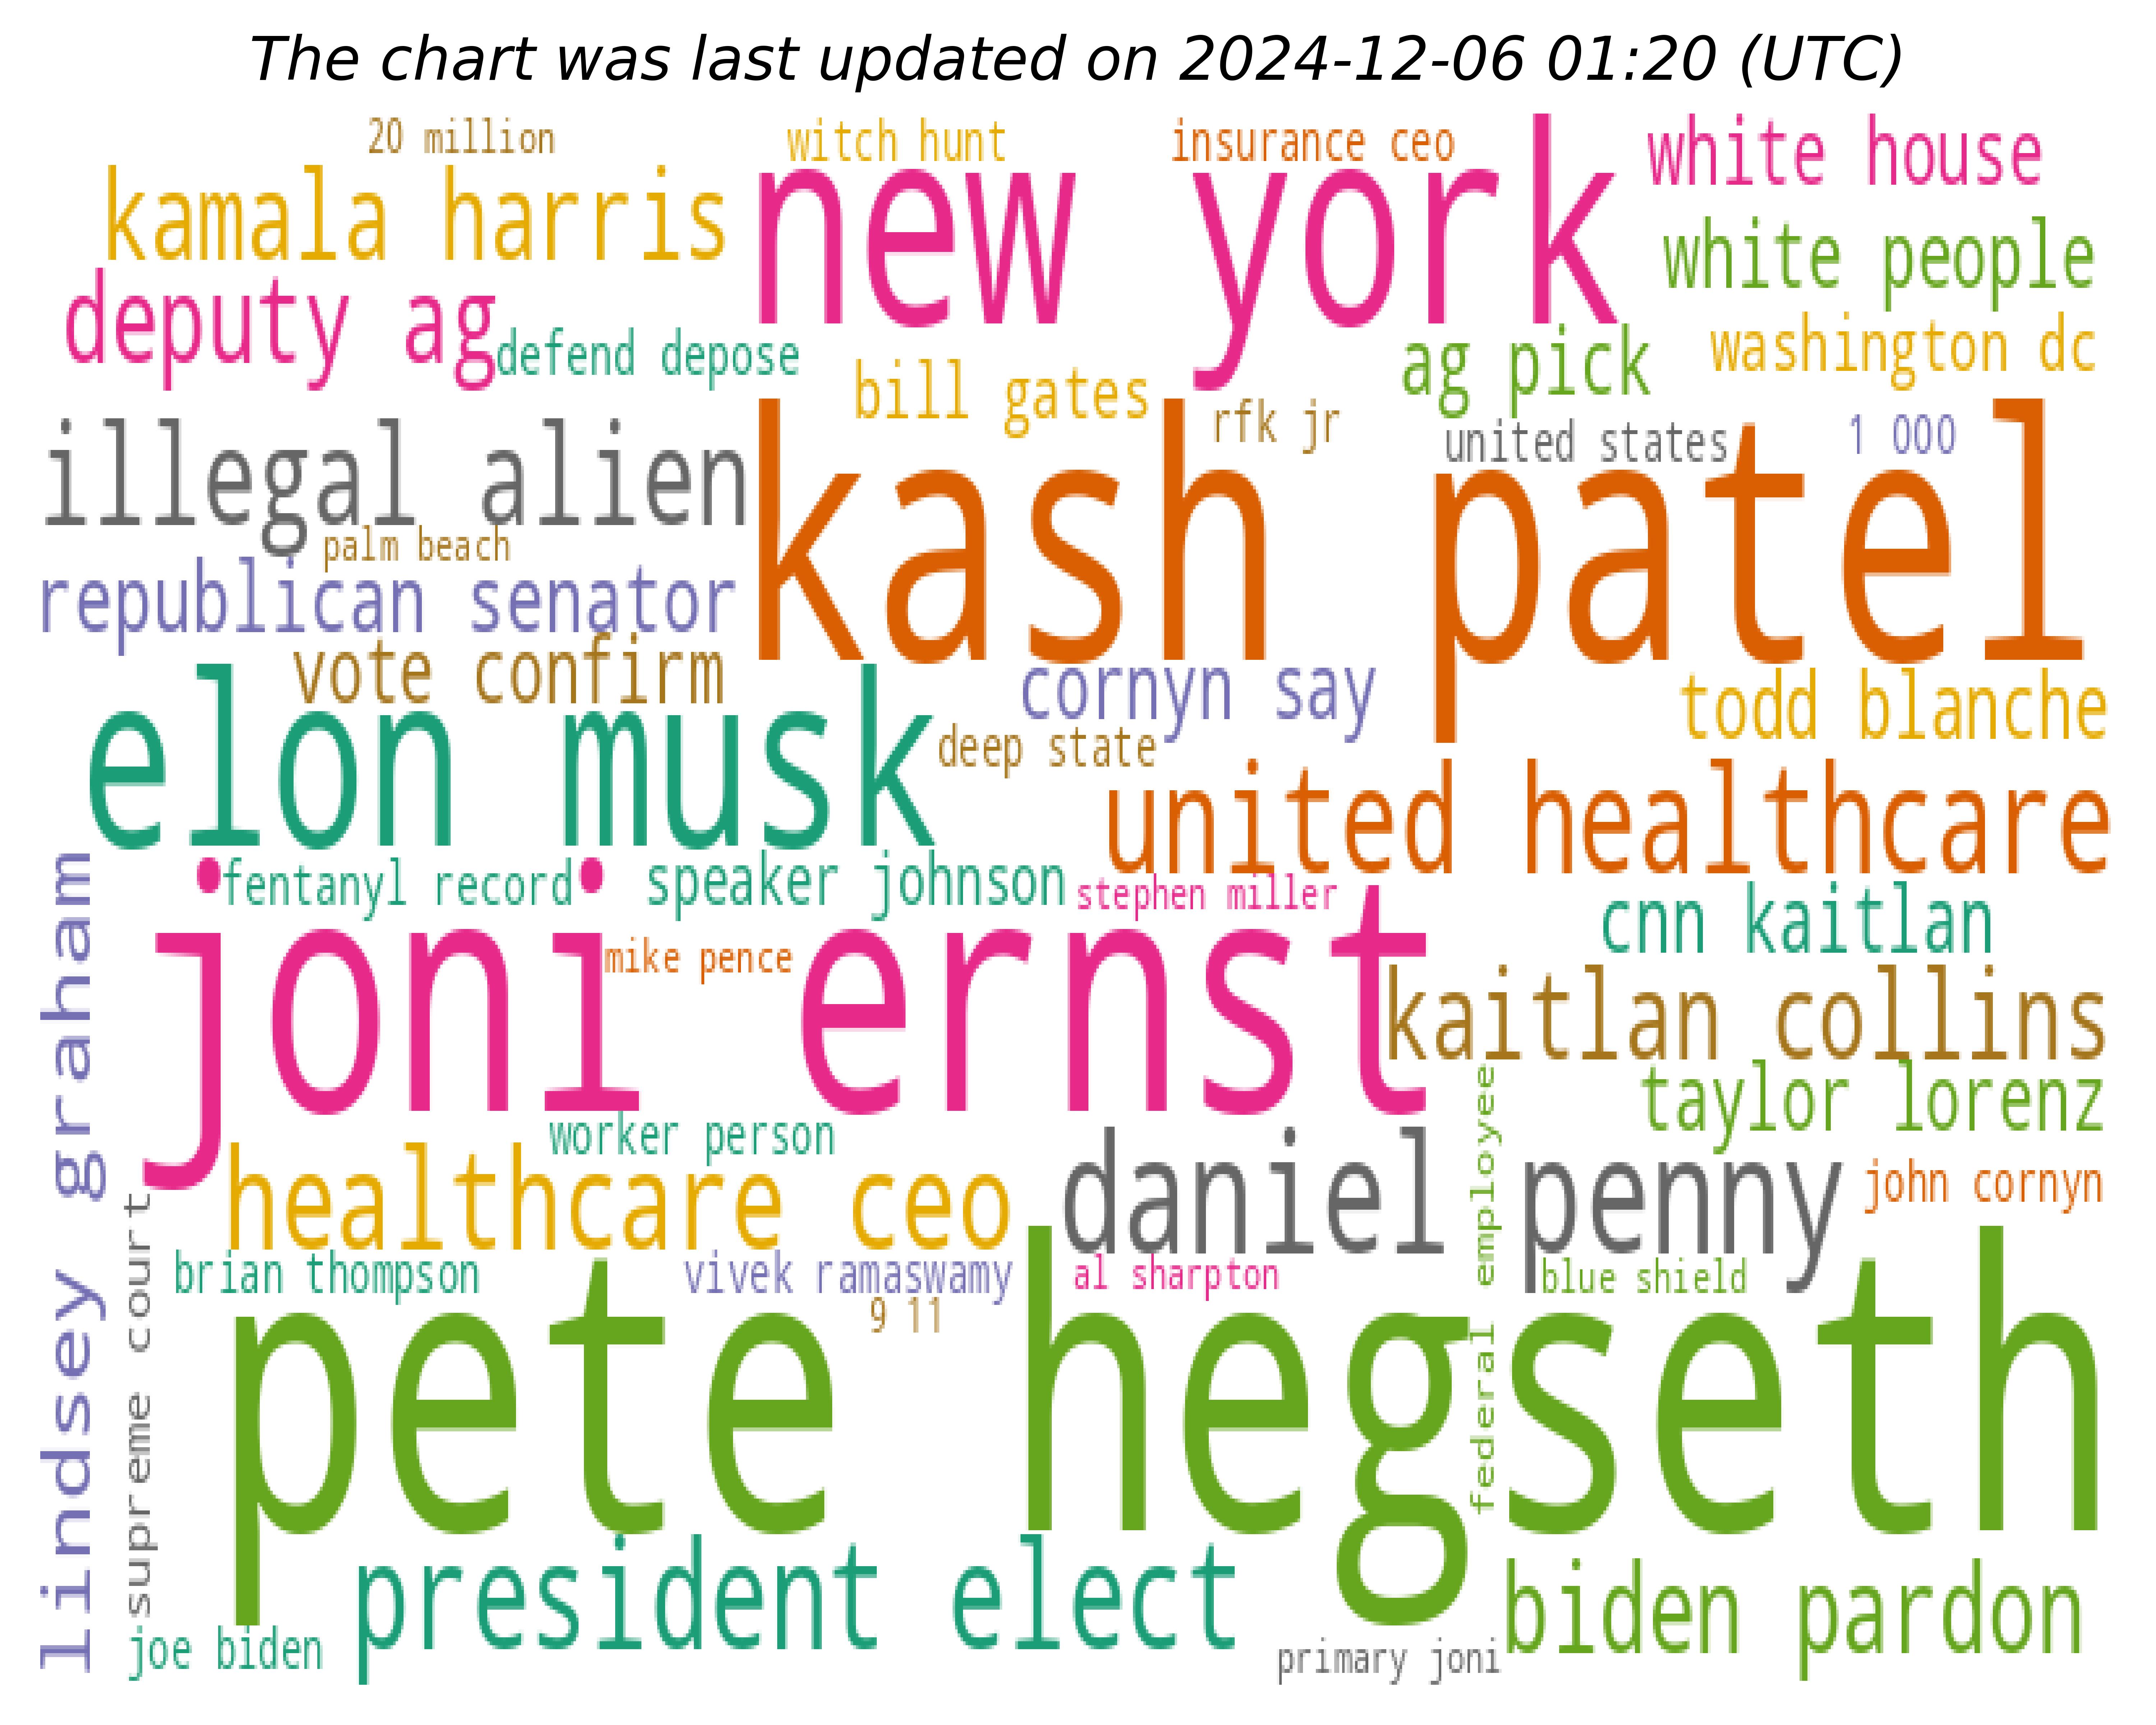 The chart was last updated on 2024-12-06 01:20 (UTC)
20 million
witch hunt
insurance ceo
white house
kamala harris
new york
white people
deputy ag
defend depose
bill gates
ag pick
washington dc
rfk jr
united states
1 000
illegal alien
kash patel
palm beach
republican senator
vote confirm
cornyn say
todd blanche
elon musk
deep state
united healthcare
fentanyl record
speaker johnson
stephen miller
cnn kaitlan
joni ernst
mike pence
kaitlan collins
lindsey graham
taylor lorenz
worker person
federal employee
healthcare ceo
daniel penny
john cornyn
supreme court
brian thompson
vivek ramaswamy
al sharpton
blue shield
9 11
pete hegseth
president elect
biden pardon
joe biden
primary joni